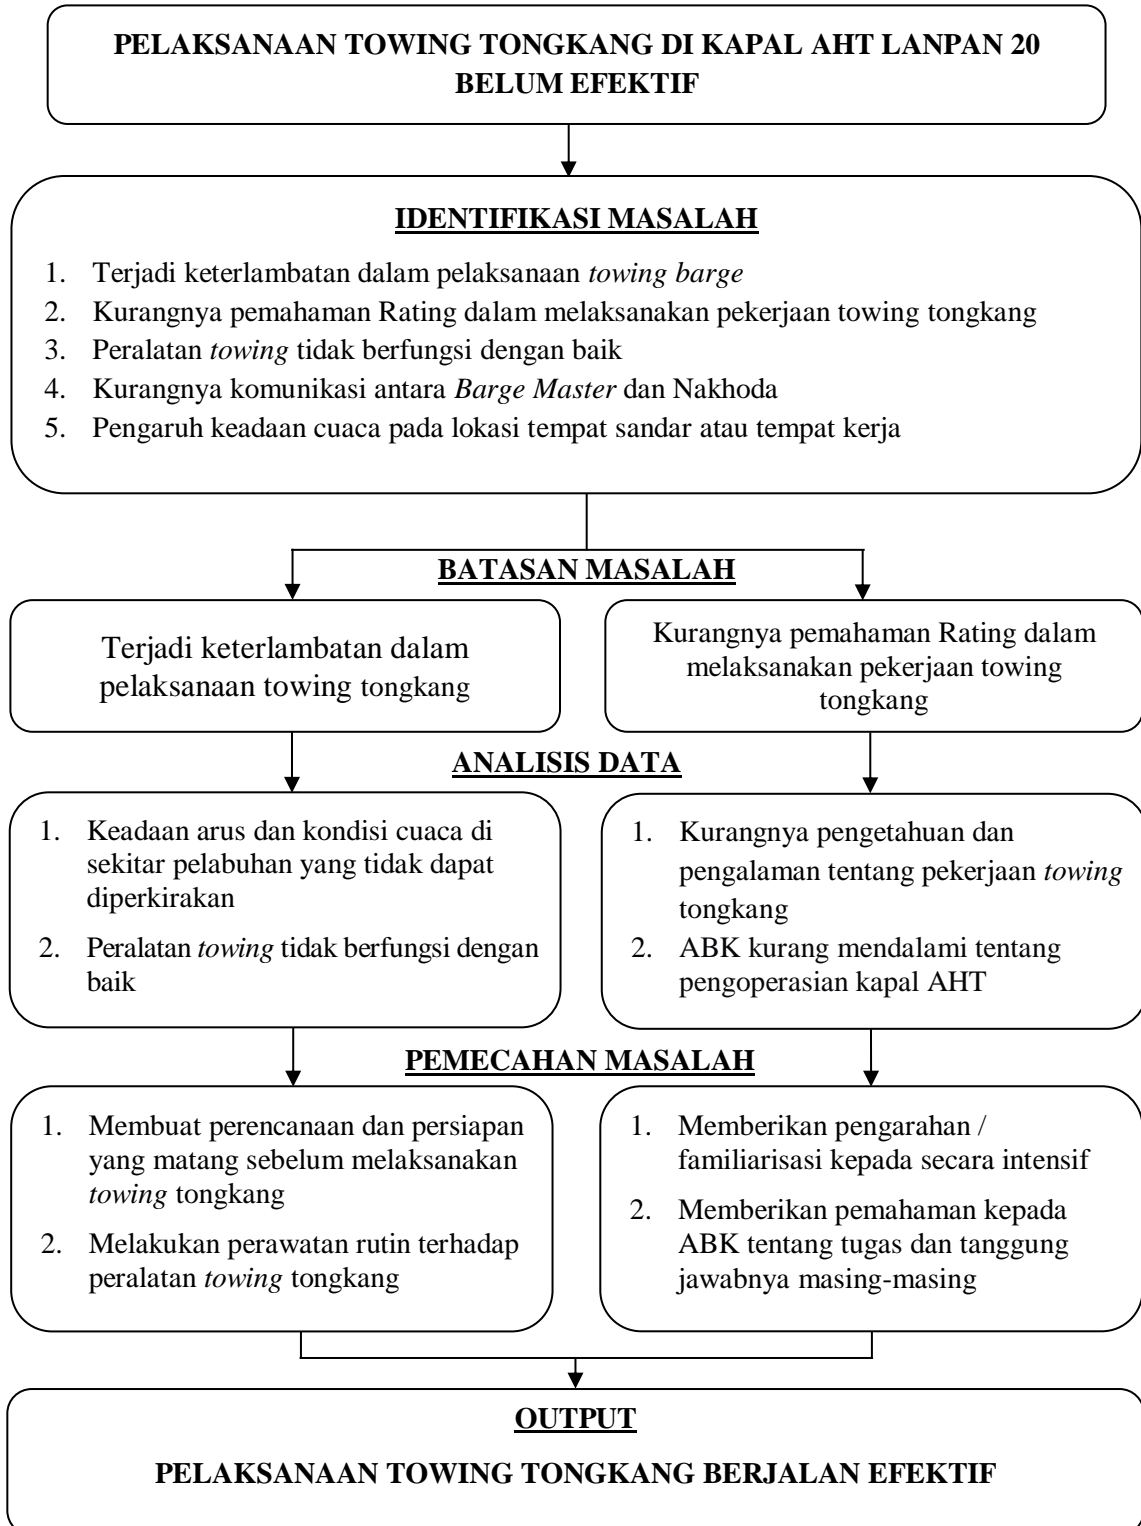 PELAKSANAAN TOWING TONGKANG DI KAPAL AHT LANPAN 20
BELUM EFEKTIF
IDENTIFIKASI MASALAH
1. Terjadi keterlambatan dalam pelaksanaan towing barge
2. Kurangnya pemahaman Rating dalam melaksanakan pekerjaan towing tongkang
3. Peralatan towing tidak berfungsi dengan baik
4. Kurangnya komunikasi antara Barge Master dan Nakhoda
5. Pengaruh keadaan cuaca pada lokasi tempat sandar atau tempat kerja
BATASAN MASALAH
Terjadi keterlambatan dalam
pelaksanaan towing tongkang
Kurangnya pemahaman Rating dalam
melaksanakan pekerjaan towing
tongkang
ANALISIS DATA
1. Keadaan arus dan kondisi cuaca di
sekitar pelabuhan yang tidak dapat
diperkirakan
2. Peralatan towing tidak berfungsi dengan
baik
1. Kurangnya pengetahuan dan
pengalaman tentang pekerjaan towing
tongkang
2. ABK kurang mendalami tentang
pengoperasian kapal AHT
PEMECAHAN MASALAH
1. Membuat perencanaan dan persiapan
yang matang sebelum melaksanakan
towing tongkang
2. Melakukan perawatan rutin terhadap
peralatan towing tongkang
1. Memberikan pengarahan /
familiarisasi kepada secara intensif
2. Memberikan pemahaman kepada
ABK tentang tugas dan tanggung
jawabnya masing-masing
OUTPUT
PELAKSANAAN TOWING TONGKANG BERJALAN EFEKTIF